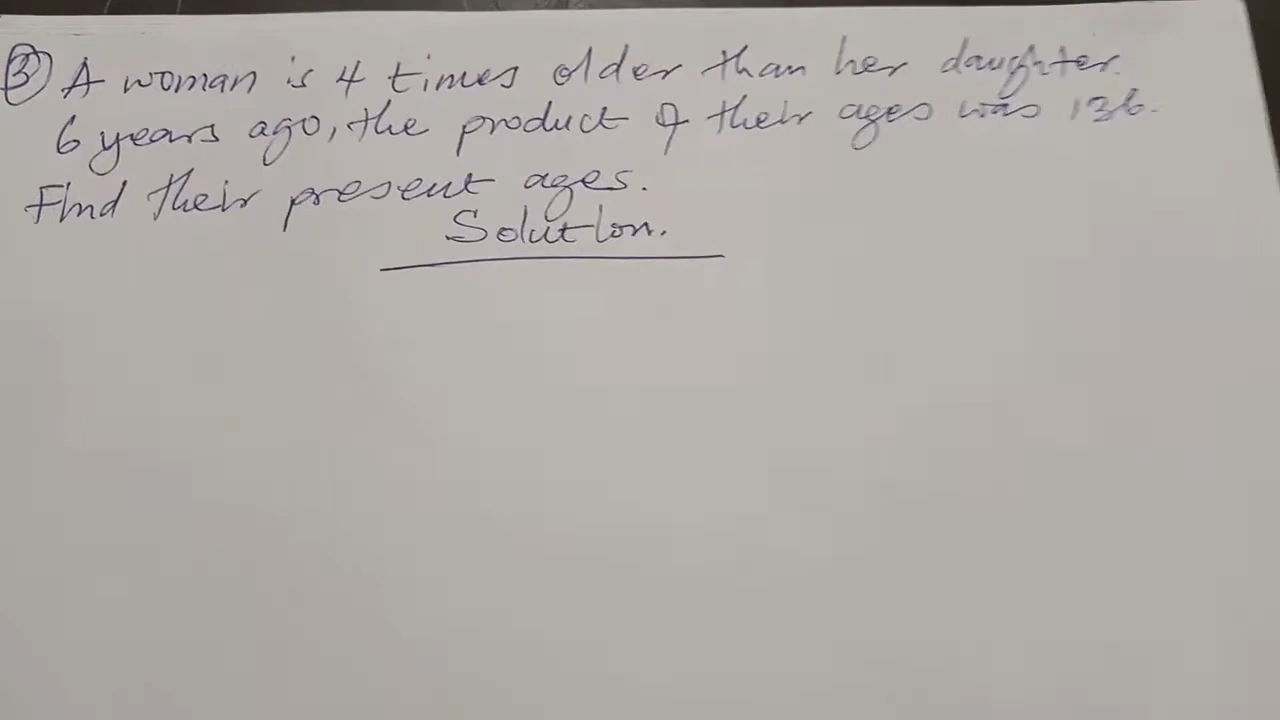 ③ A woman is 4 times older than her daughter.
6 years ago, the product of their ages was 136.
Find their present ages.
Solution.